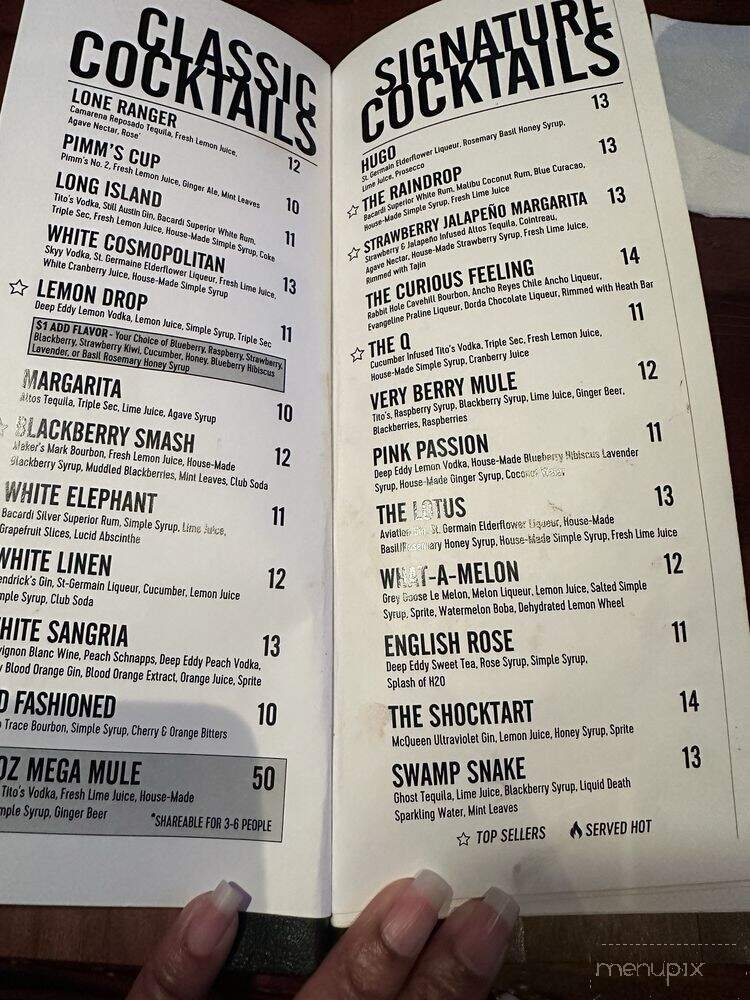 CLASSIC
COCKTAILS
LONE RANGER
Camarena Reposado Tequila, Fresh Lemon Juice,
Agave Nectar, Rose'
12
PIMM'S CUP
Pimm's No. 2, Fresh Lemon Juice, Ginger Ale, Mint Leaves
10
LONG ISLAND
Tito's Vodka, Still Austin Gin, Bacardi Superior White Rum,
Triple Sec, Fresh Lemon Juice, House-Made Simple Syrup, Coke
11
WHITE COSMOPOLITAN
Skyy Vodka, St. Germaine Elderflower Liqueur, Fresh Lime Juice,
White Cranberry Juice, House-Made Simple Syrup
13
LEMON DROP
Deep Eddy Lemon Vodka, Lemon Juice, Simple Syrup, Triple Sec
11
$1 ADD FLAVOR - Your Choice of Blueberry, Raspberry, Strawberry,
Blackberry, Strawberry Kiwi, Cucumber, Honey, Blueberry Hibiscus
Lavender, or Basil Rosemary Honey Syrup
MARGARITA
Altos Tequila, Triple Sec, Lime Juice, Agave Syrup
10
BLACKBERRY SMASH
Maker's Mark Bourbon, Fresh Lemon Juice, House-Made
Blackberry Syrup, Muddled Blackberries, Mint Leaves, Club Soda
12
WHITE ELEPHANT
Bacardi Silver Superior Rum, Simple Syrup, Lime Juice,
Grapefruit Slices, Lucid Abscinthe
11
WHITE LINEN
endrick's Gin, St-Germain Liqueur, Cucumber, Lemon Juice
mple Syrup, Club Soda
12
HITE SANGRIA
vignon Blanc Wine, Peach Schnapps, Deep Eddy Peach Vodka,
Blood Orange Gin, Blood Orange Extract, Orange Juice, Sprite
13
D FASHIONED
Trace Bourbon, Simple Syrup, Cherry & Orange Bitters
10
OZ MEGA MULE
Tito's Vodka, Fresh Lime Juice, House-Made
mple Syrup, Ginger Beer
50
*SHAREABLE FOR 3-6 PEOPLE
SIGNATURE
COCKTAILS
HUGO
St. Germain Elderflower Liqueur, Rosemary Basil Honey Syrup,
Lime Juice, Prosecco
13
THE RAINDROP
Bacardi Superior White Rum, Malibu Coconut Rum, Blue Curacao,
House-Made Simple Syrup, Fresh Lime Juice
13
STRAWBERRY JALAPEÑO MARGARITA
Strawberry & Jalapeño Infused Altos Tequila, Cointreau,
Agave Nectar, House-Made Strawberry Syrup, Fresh Lime Juice,
Rimmed with Tajin
13
THE CURIOUS FEELING
Rabbit Hole Cavehill Bourbon, Ancho Reyes Chile Ancho Liqueur,
Evangeline Praline Liqueur, Dorda Chocolate Liqueur, Rimmed with Heath Bar
14
THE Q
Cucumber Infused Tito's Vodka, Triple Sec, Fresh Lemon Juice,
House-Made Simple Syrup, Cranberry Juice
11
VERY BERRY MULE
Tito's, Raspberry Syrup, Blackberry Syrup, Lime Juice, Ginger Beer,
Blackberries, Raspberries
12
PINK PASSION
Deep Eddy Lemon Vodka, House-Made Blueberry Hibiscus Lavender
Syrup, House-Made Ginger Syrup, Coconut Water
11
THE LOTUS
Aviation Gin, St. Germain Elderflower Liqueur, House-Made
Basil/Rosemary Honey Syrup, House-Made Simple Syrup, Fresh Lime Juice
13
WHAT-A-MELON
Grey Goose Le Melon, Melon Liqueur, Lemon Juice, Salted Simple
Syrup, Sprite, Watermelon Boba, Dehydrated Lemon Wheel
12
ENGLISH ROSE
Deep Eddy Sweet Tea, Rose Syrup, Simple Syrup,
Splash of H20
11
THE SHOCKTART
McQueen Ultraviolet Gin, Lemon Juice, Honey Syrup, Sprite
14
SWAMP SNAKE
Ghost Tequila, Lime Juice, Blackberry Syrup, Liquid Death
Sparkling Water, Mint Leaves
13
TOP SELLERS SERVED HOT
menupix